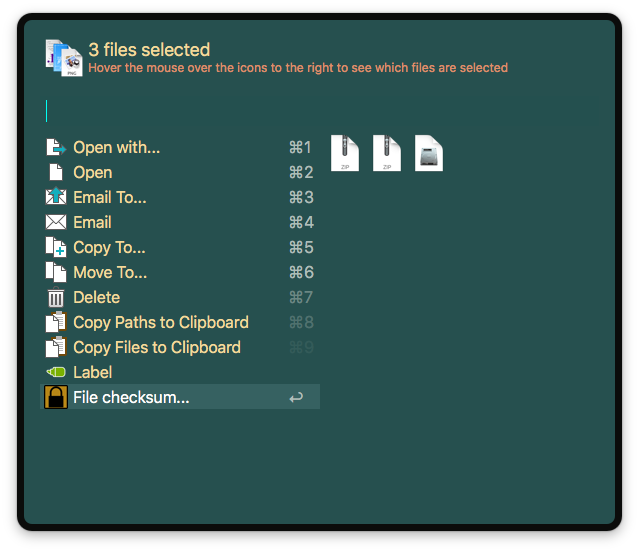 3 files selected
Hover the mouse over the icons to the right to see which files are selected
PNG
Open with... ⌘1
ZIP ZIP
Open ⌘2
Email To... ⌘3
Email ⌘4
Copy To... ⌘5
Move To... ⌘6
Delete ⌘7
Copy Paths to Clipboard ⌘8
Copy Files to Clipboard ⌘9
Label
File checksum... ↩